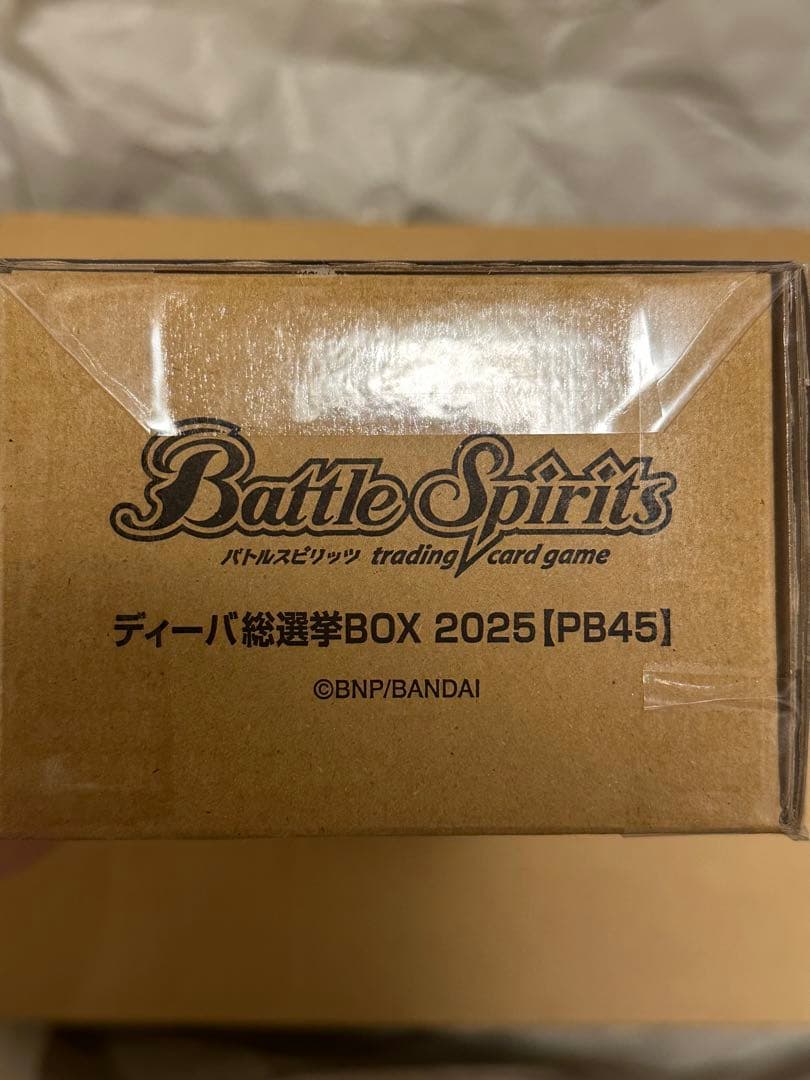 Battle Spirits
バトルスピリッツ trading card game
ディーバ総選挙BOX 2025【PB45】
©BNP/BANDAI